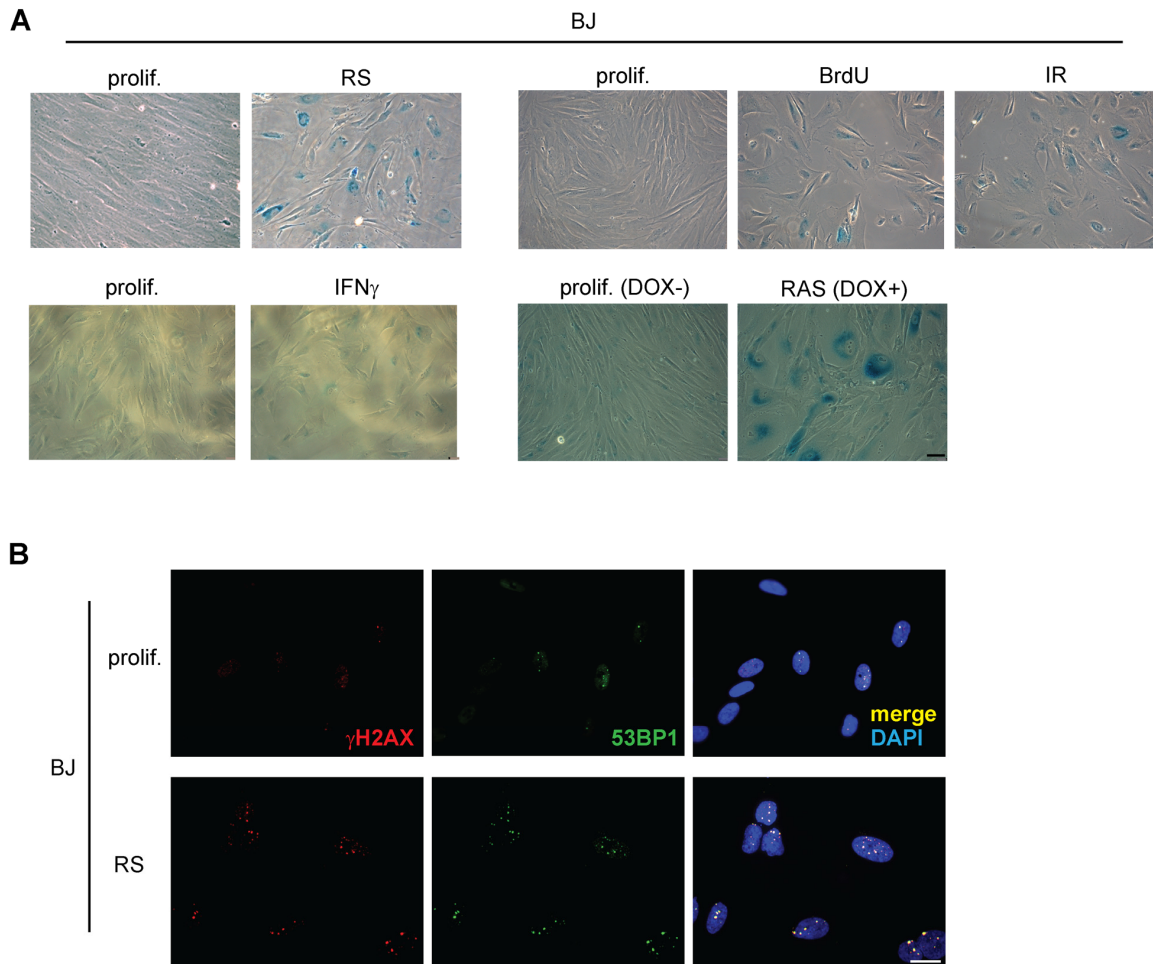 A
BJ
prolif.
RS
prolif.
BrdU
IR
prolif.
IFNγ
prolif. (DOX-)
RAS (DOX+)
B
BJ
prolif.
γH2AX
53BP1
merge
DAPI
RS